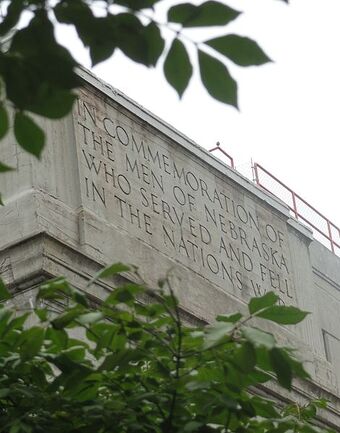 IN COMMEMORATION OF
THE MEN OF NEBRASKA
WHO SERVED AND FELL
IN THE NATIONS